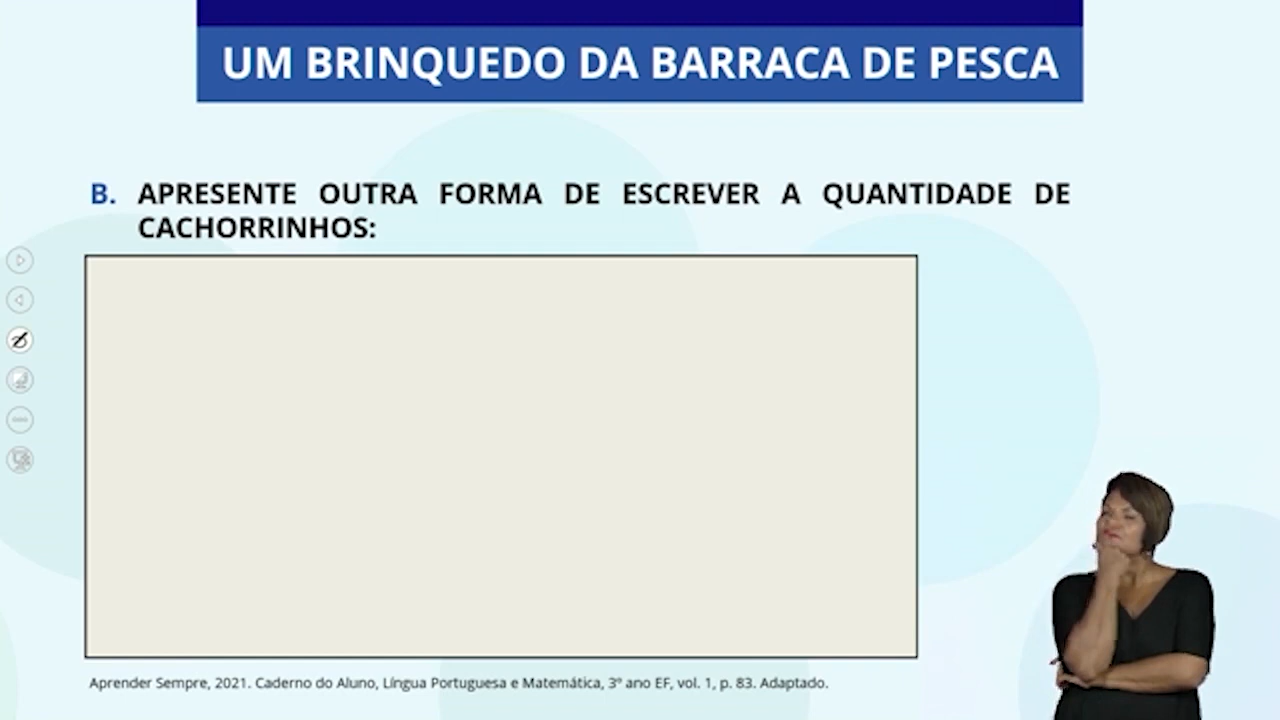 UM BRINQUEDO DA BARRACA DE PESCA
B. APRESENTE OUTRA FORMA DE ESCREVER A QUANTIDADE DE
CACHORRINHOS:
Aprender Sempre, 2021. Caderno do Aluno, Língua Portuguesa e Matemática, 3º ano EF, vol. 1, p. 83. Adaptado.